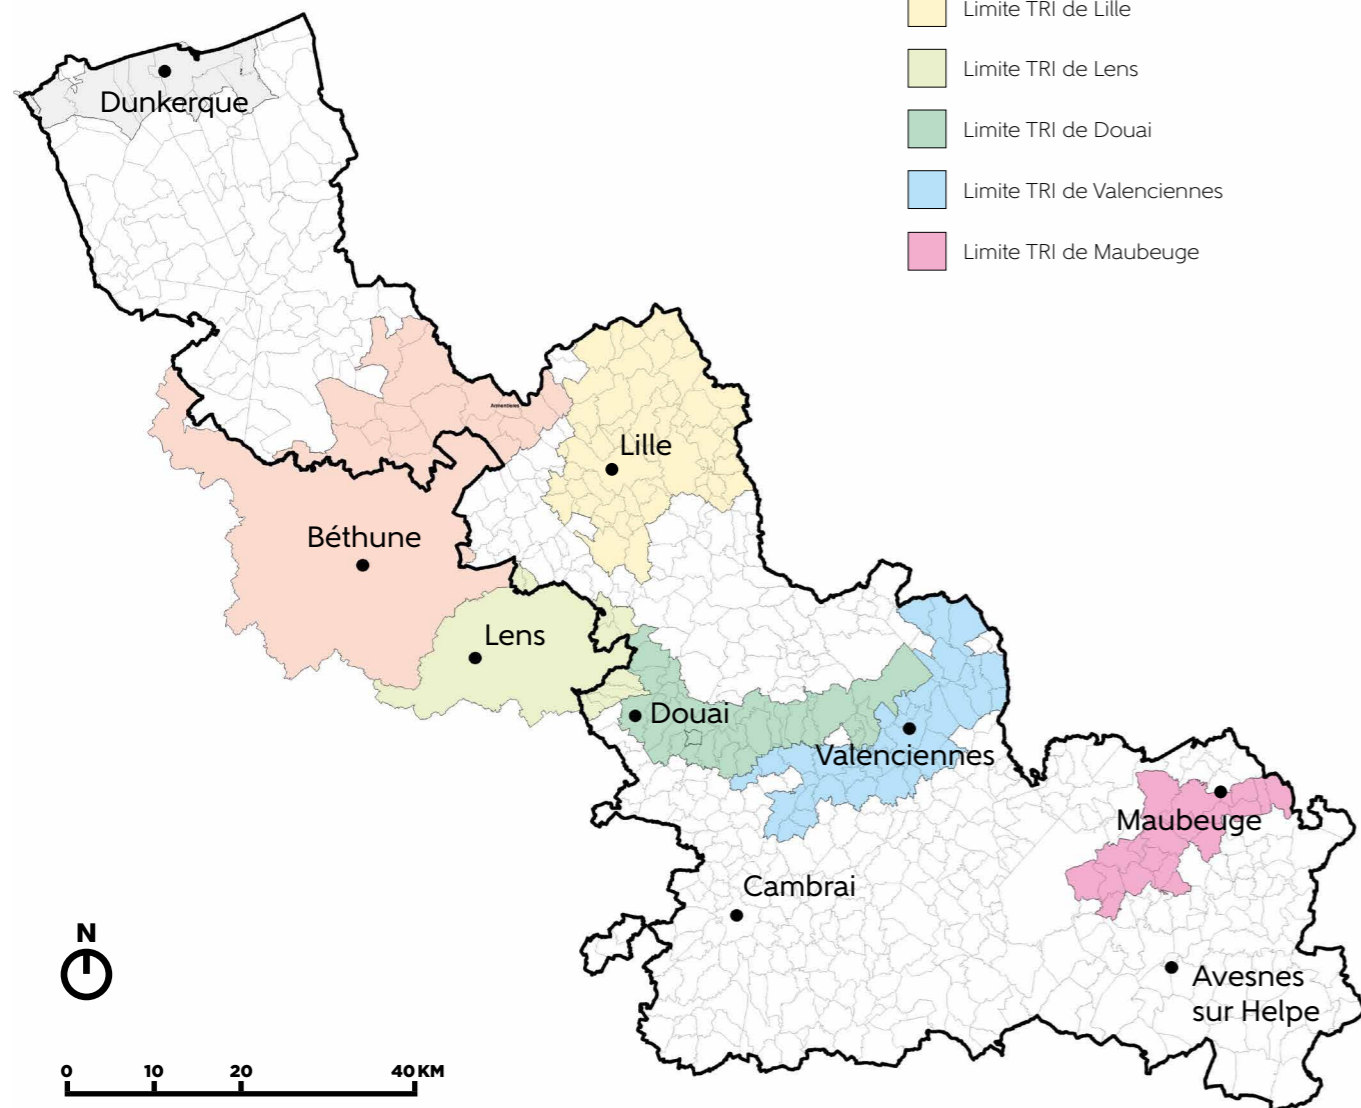 Limite TRI de Lille
Limite TRI de Lens
Limite TRI de Douai
Limite TRI de Valenciennes
Limite TRI de Maubeuge
Dunkerque
Armentières
Lille
Béthune
Lens
Douai
Valenciennes
Maubeuge
Cambrai
Avesnes
sur Helpe
N
0 10 20 40 KM